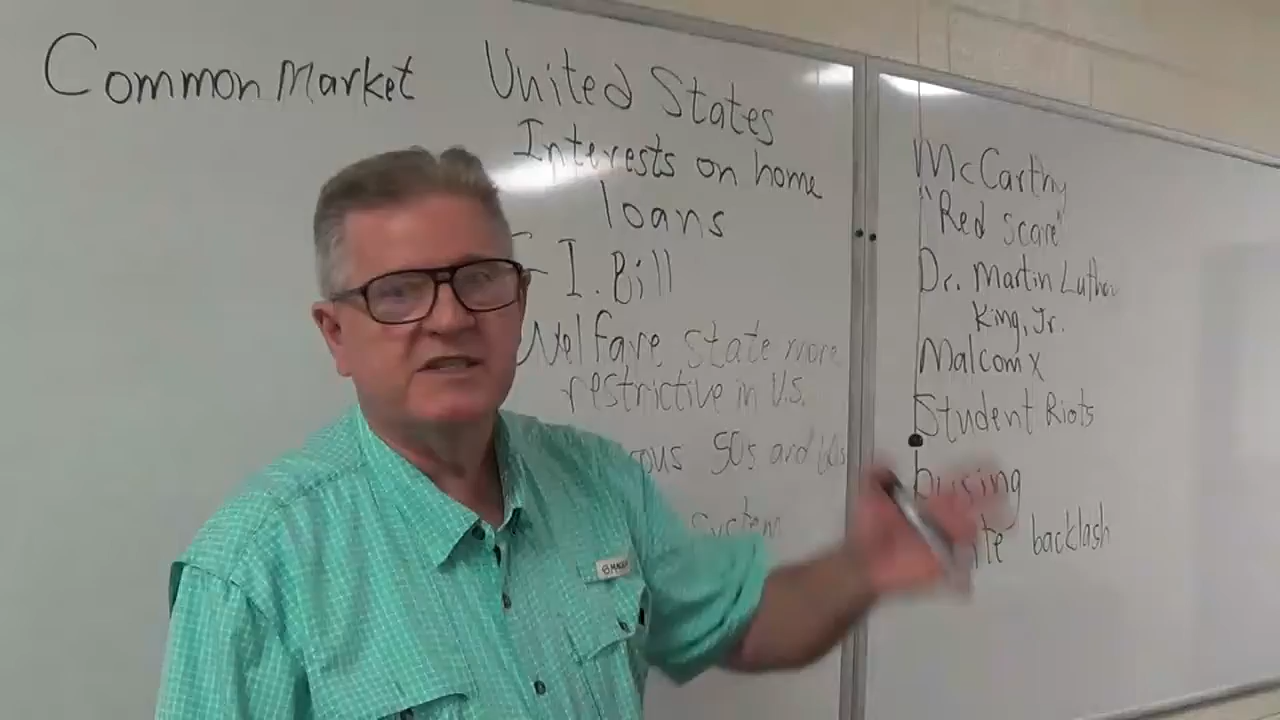 Common Market
United States
Interests on home
loans
I. Bill
Welfare state more
restrictive in U.S.
50s and 60s
System
McCarthy
"Red Scare"
Dr. Martin Luther
King, Jr.
Malcom X
Student Riots
busing
backlash